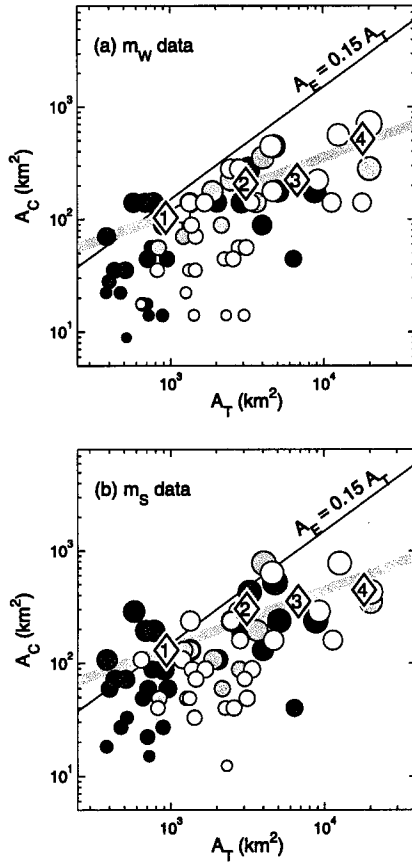 (a) m_W data
A_E = 0.15 A_T
10^3
10^2
10^1
A_C (km^2)
1
2
3
4
10^3
10^4
A_T (km^2)
(b) m_S data
A_E = 0.15 A_T
10^3
10^2
10^1
A_C (km^2)
1
2
3
4
10^3
10^4
A_T (km^2)